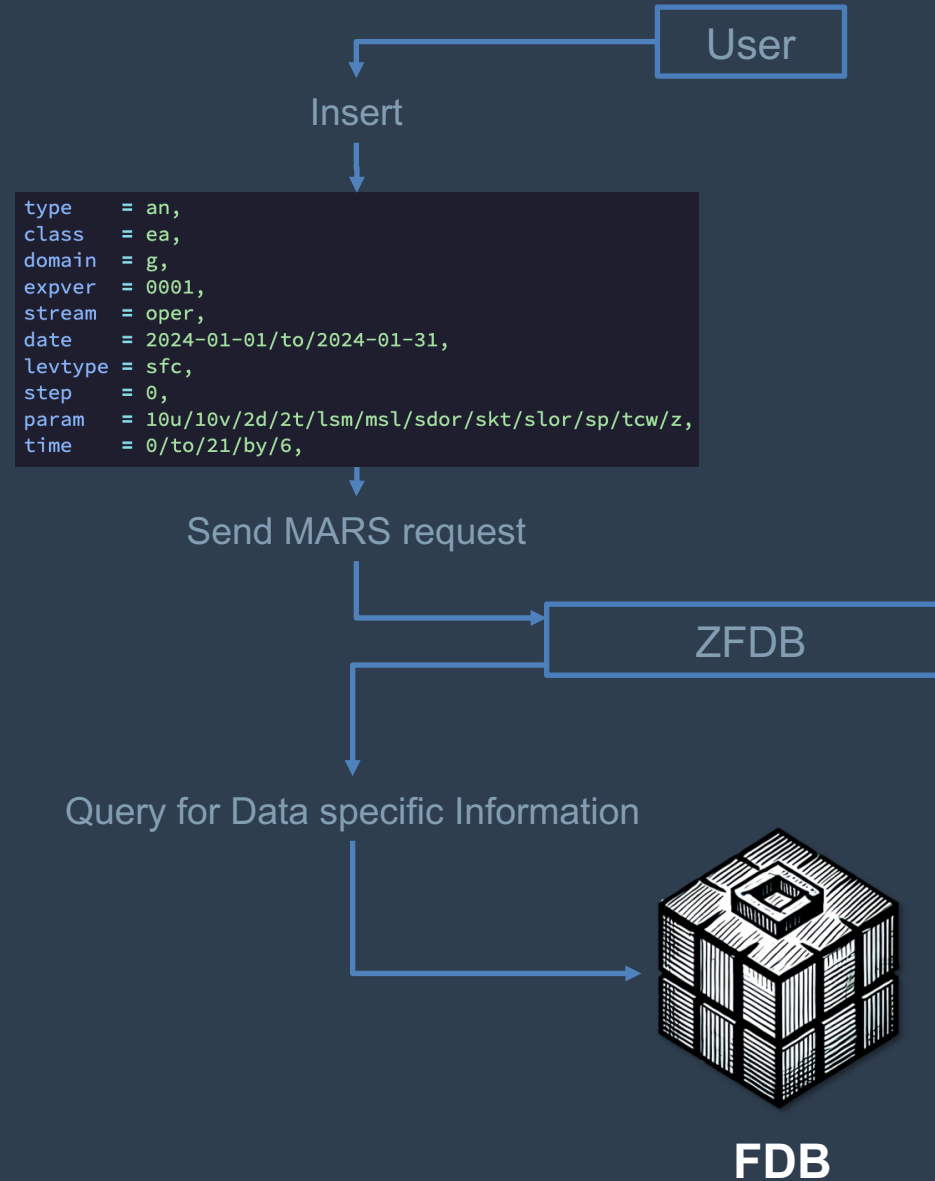 User
Insert
type    = an,
class   = ea,
domain  = g,
expver  = 0001,
stream  = oper,
date    = 2024-01-01/to/2024-01-31,
levtype = sfc,
step    = 0,
param   = 10u/10v/2d/2t/lsm/msl/sdor/skt/slor/sp/tcw/z,
time    = 0/to/21/by/6,
Send MARS request
ZFDB
Query for Data specific Information
FDB